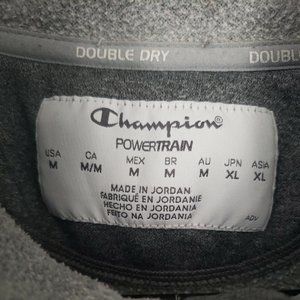 DOUBLE DRY DOUBLE
Champion®
POWERTRAIN
USA CA MEX BR AU JPN ASIA
M M/M M M M XL XL
MADE IN JORDAN
FABRIQUÉ EN JORDANIE
HECHO EN JORDANIA
FEITO NA JORDÂNIA
ADV